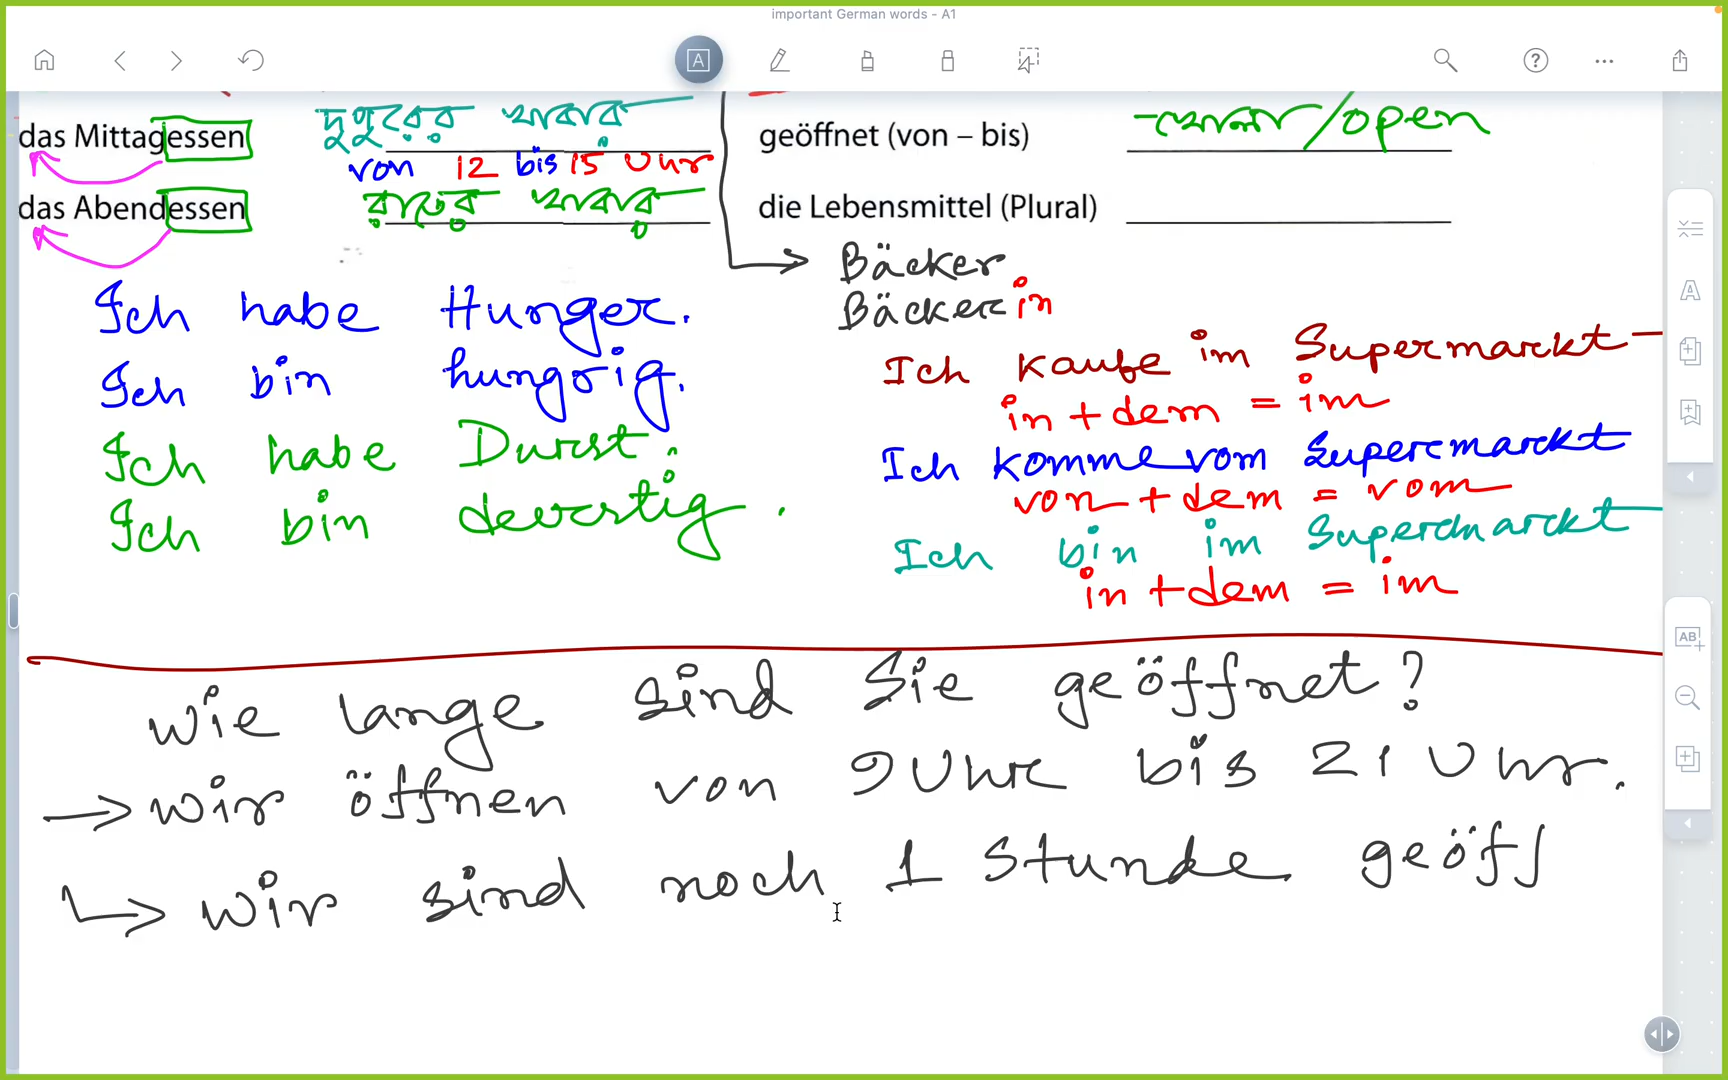 important German words - A1
das Mittagessen দুপুরের খাবার
von 12 bis 15 Uhr
das Abendessen রাতের খাবার
Ich habe Hunger.
Ich bin hungrig.
Ich habe Durst.
Ich bin deurstig.
geöffnet (von – bis) খোলা/open
die Lebensmittel (Plural)
Bäcker
Bäckerin
Ich kaufe im Supermarkt
in + dem = im
Ich komme vom Supermarkt
von + dem = vom
Ich bin im Supermarkt
in + dem = im
wie lange sind Sie geöffnet?
→ wir öffnen von 9 Uhr bis 21 Uhr.
→ wir sind noch 1 Stunde geöff